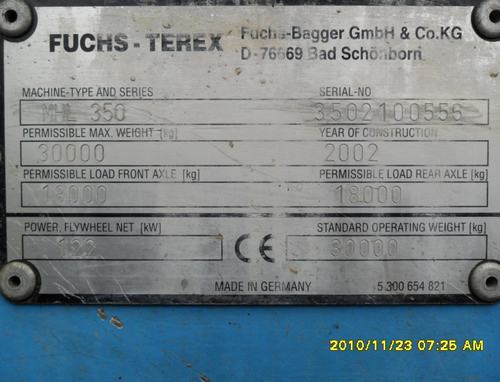 FUCHS-TEREX
Fuchs-Bagger GmbH & Co.KG
D-76669 Bad Schönborn
MACHINE-TYPE AND SERIES SERIAL-NO
MHL 350 3502100556
PERMISSIBLE MAX. WEIGHT [kg] YEAR OF CONSTRUCTION
30000 2002
PERMISSIBLE LOAD FRONT AXLE [kg] PERMISSIBLE LOAD REAR AXLE [kg]
18000 18000
POWER, FLYWHEEL NET [kW] STANDARD OPERATING WEIGHT [kg]
122 CE 30000
MADE IN GERMANY 5 300 654 821
2010/11/23 07:25 AM